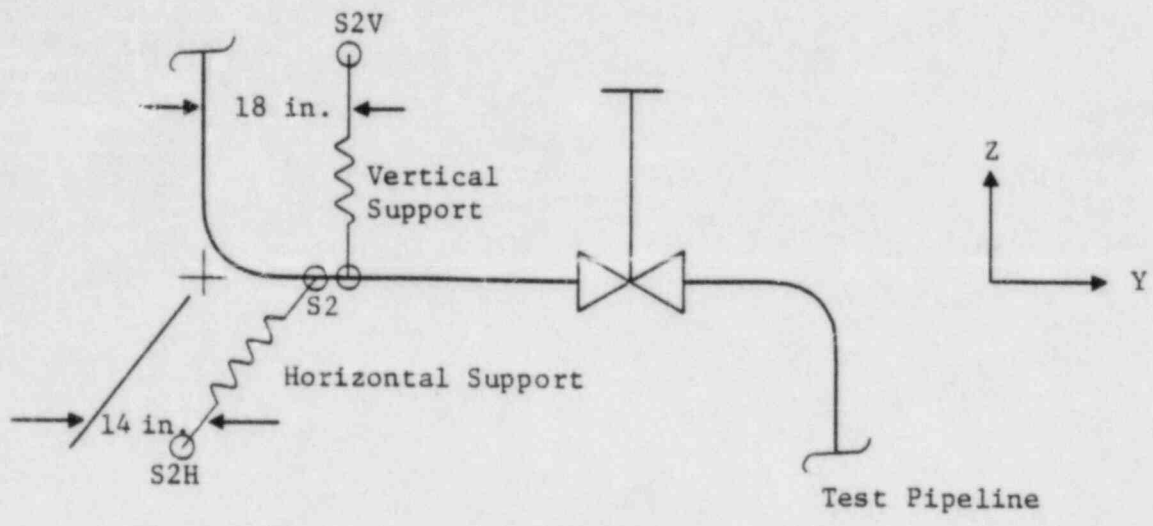 S2V
18 in.
Z
Vertical
Support
Y
S2
Horizontal Support
14 in.
S2H
Test Pipeline